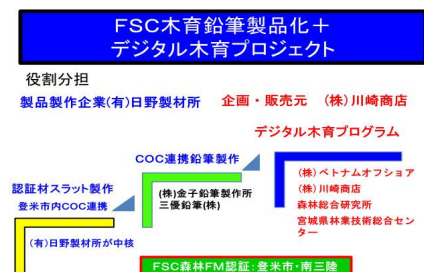 FSC木育鉛筆製品化＋
デジタル木育プロジェクト
役割分担
製品製作企業(有)日野製材所
企画・販売元　(株)川崎商店
デジタル木育プログラム
COC連携鉛筆製作
(株)ベトナムオフショア
(株)川崎商店
森林総合研究所
宮城県林業技術総合セン
ター
(株)金子鉛筆製作所
三優鉛筆(株)
認証材スラット製作
登米市内COC連携
(有)日野製材所が中核
FSC森林FM認証:登米市・南三陸